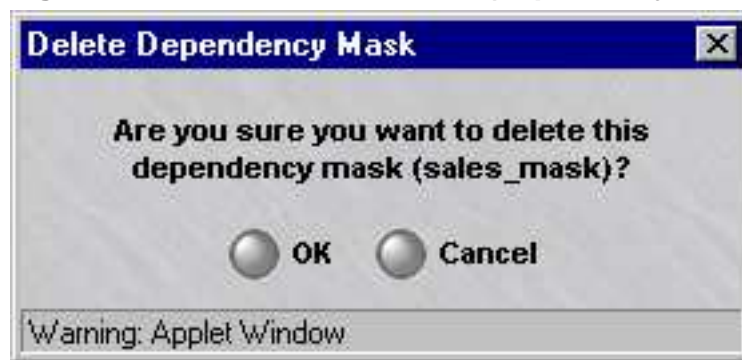 Delete Dependency Mask
Are you sure you want to delete this
dependency mask (sales_mask)?
OK Cancel
Warning: Applet Window